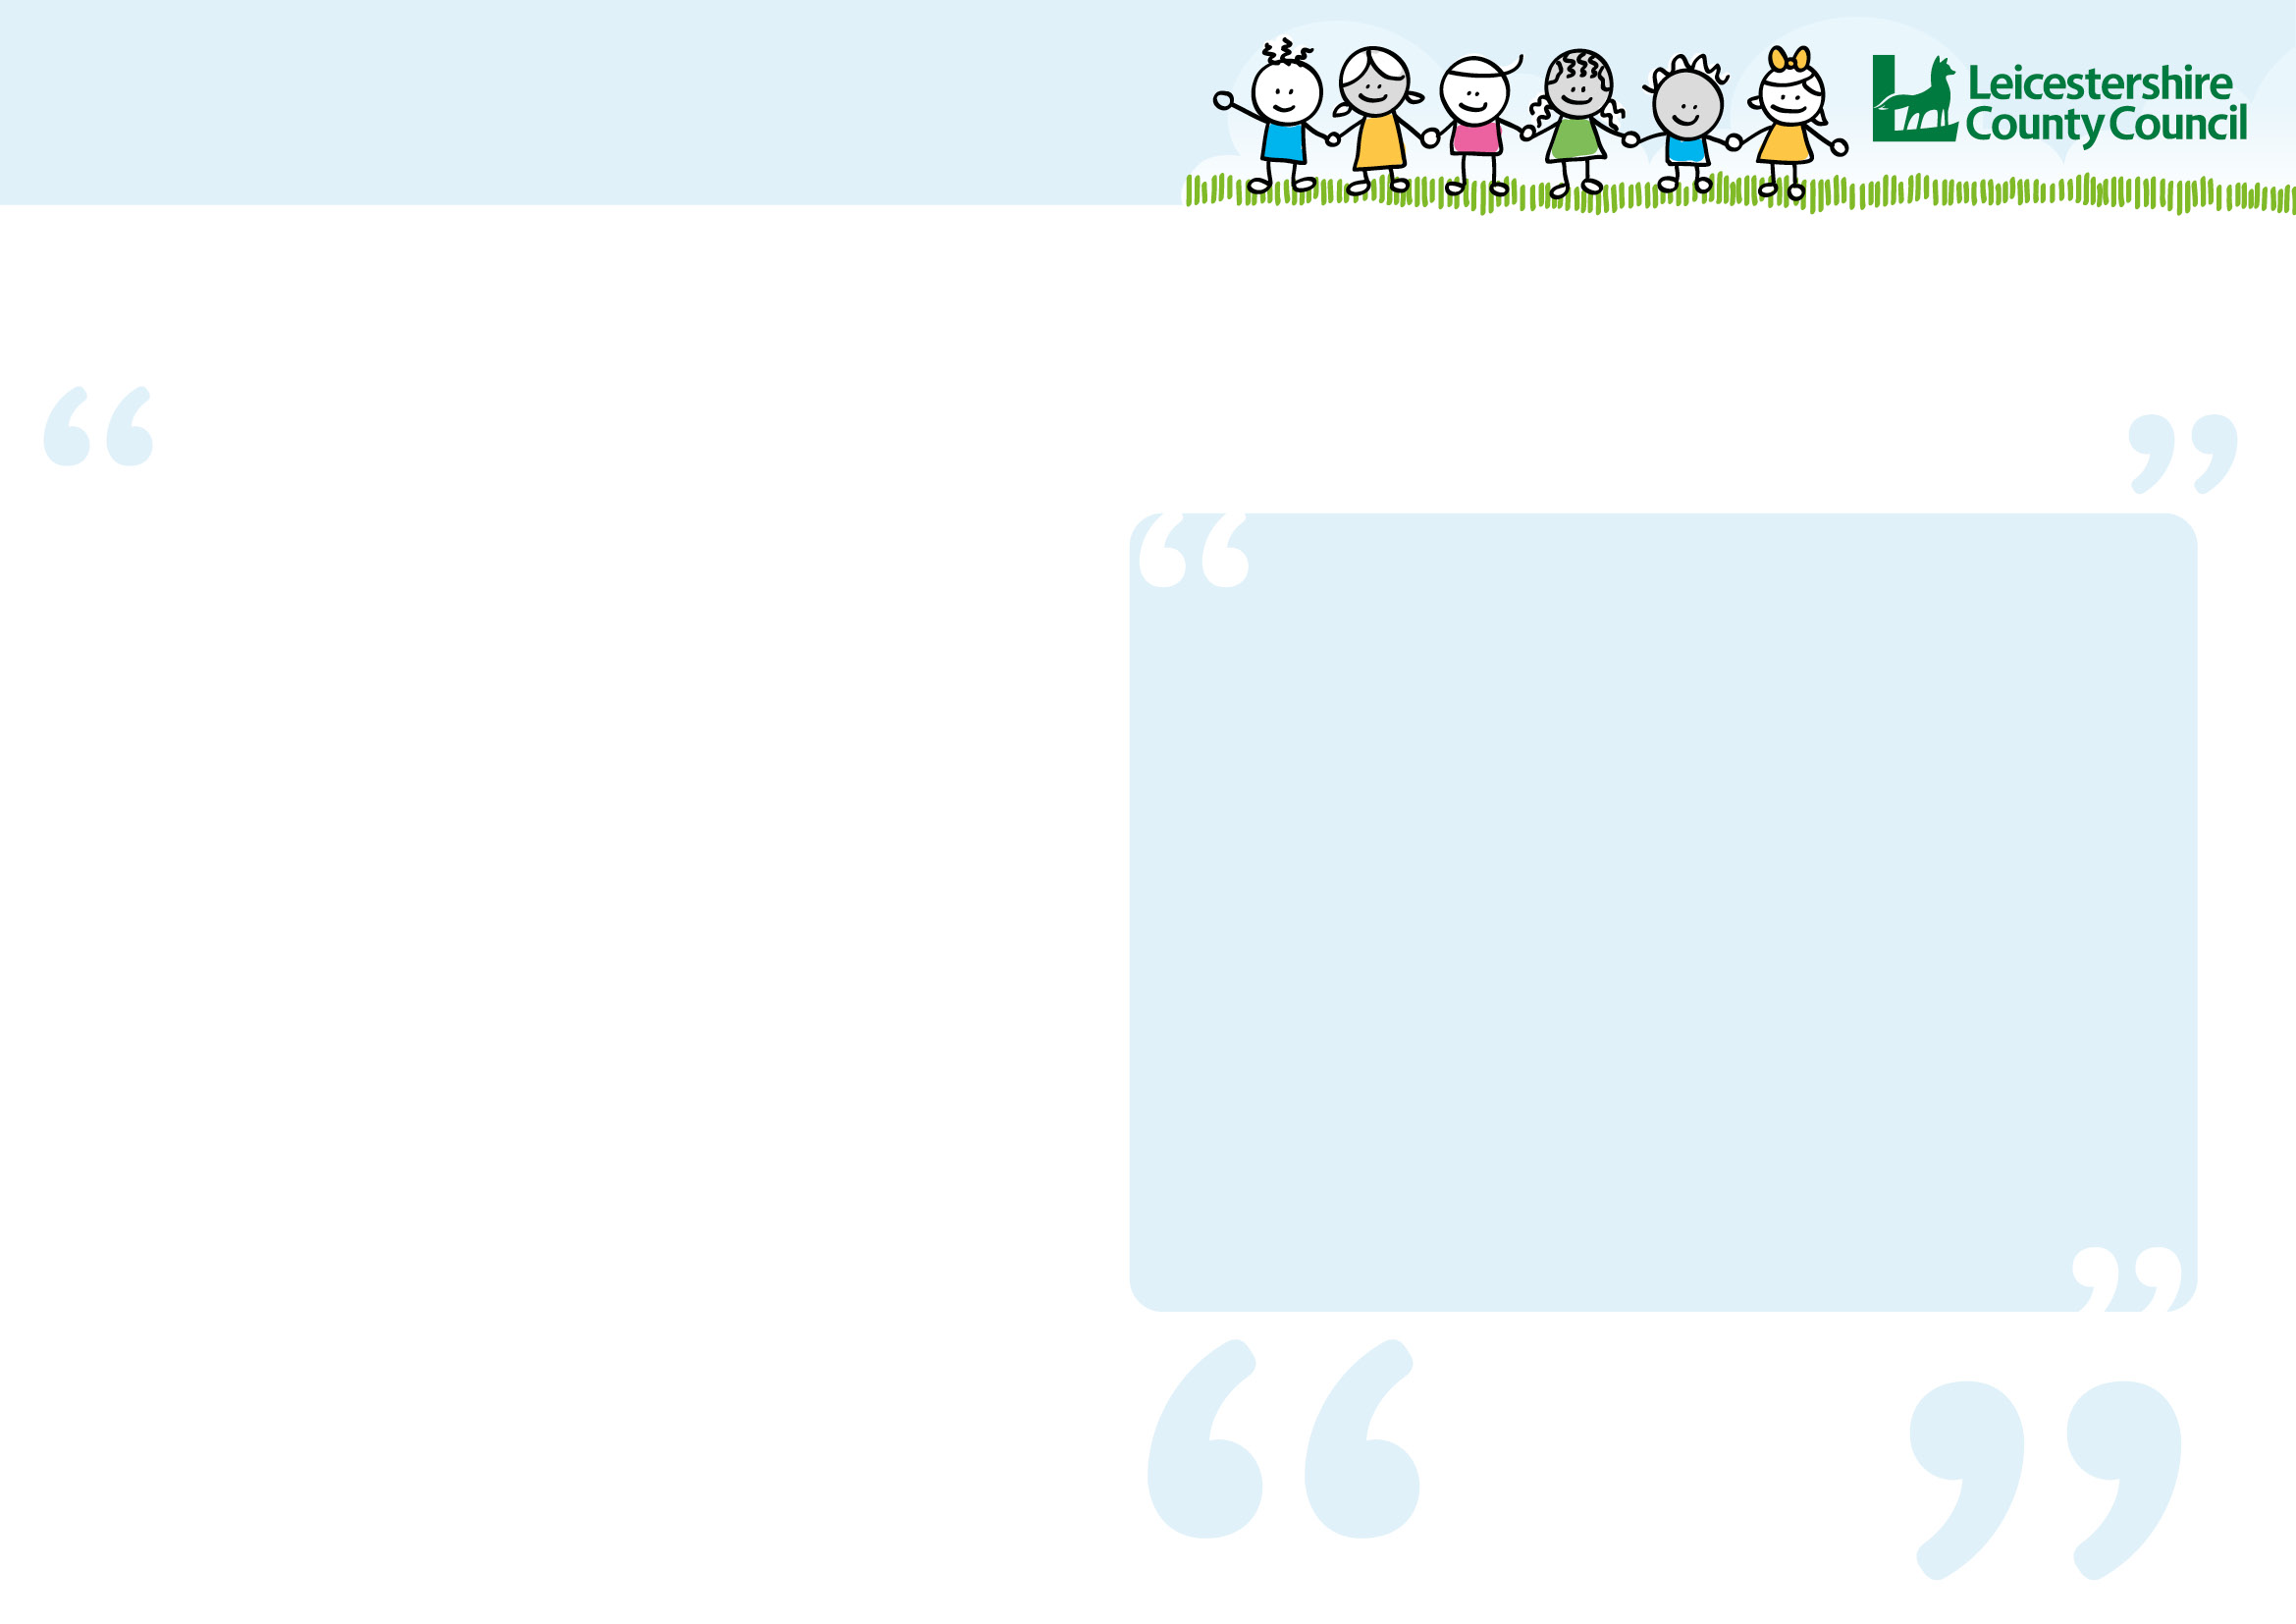 Leicestershire
County Council
“ ”
“
”
“ ”